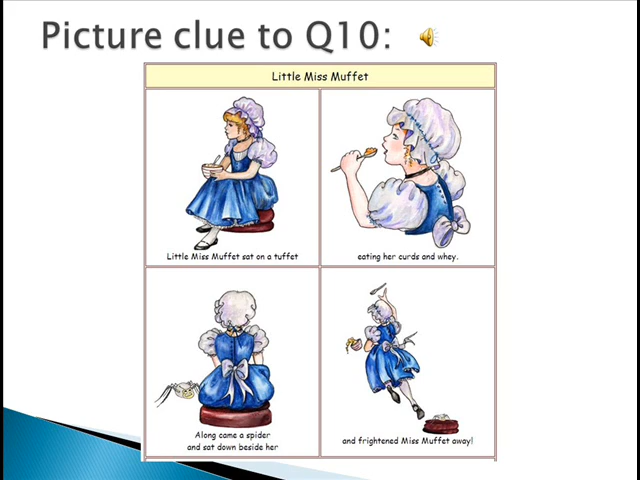 Picture clue to Q10:
Little Miss Muffet
Little Miss Muffet sat on a tuffet
eating her curds and whey.
Along came a spider
and sat down beside her
and frightened Miss Muffet away!